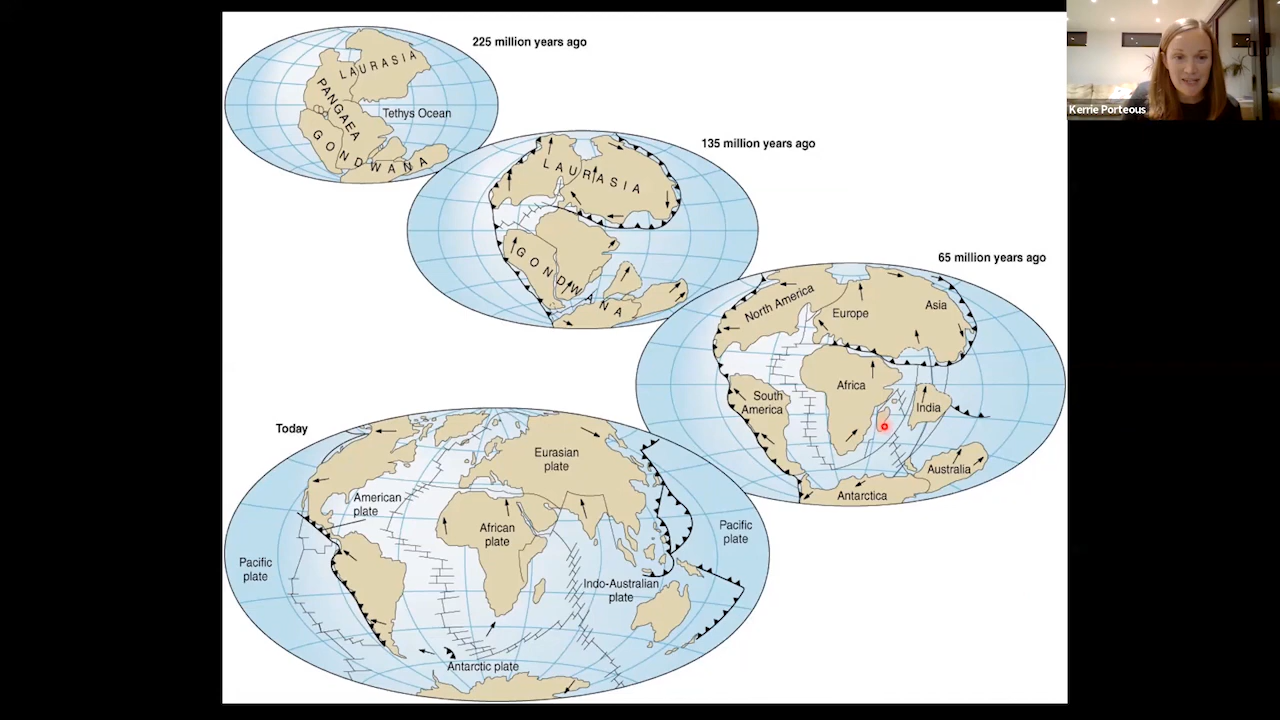 225 million years ago
LAURASIA
PANGAEA
Tethys Ocean
GONDWANA
135 million years ago
LAURASIA
GONDWANA
65 million years ago
North America
Europe
Asia
Africa
South
America
India
Australia
Antarctica
Today
Eurasian
plate
American
plate
African
plate
Pacific
plate
Pacific
plate
Indo-Australian
plate
Antarctic plate
Kerrie Porteous